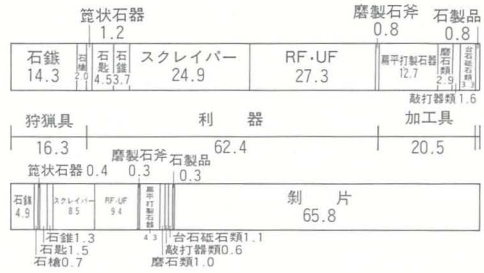 箆状石器 磨製石斧 石製品
1.2 0.8 0.8
石鏃 石槍 石匙 石錐 スクレイパー RF・UF 扁平打製石器 磨石類 台石砥石類
14.3 2.0 4.5 3.7 24.9 27.3 12.7 2.9 3.3
敲打器類1.6
狩猟具 利器 加工具
16.3 62.4 20.5
箆状石器0.4 磨製石斧 石製品
0.3 0.3
石鏃 スクレイパー RF・UF 扁平打製石器 剝片
4.9 8.5 9.4 4.3 65.8
石錐1.3 台石砥石類1.1
石匙1.5 敲打器類0.6
石槍0.7 磨石類1.0